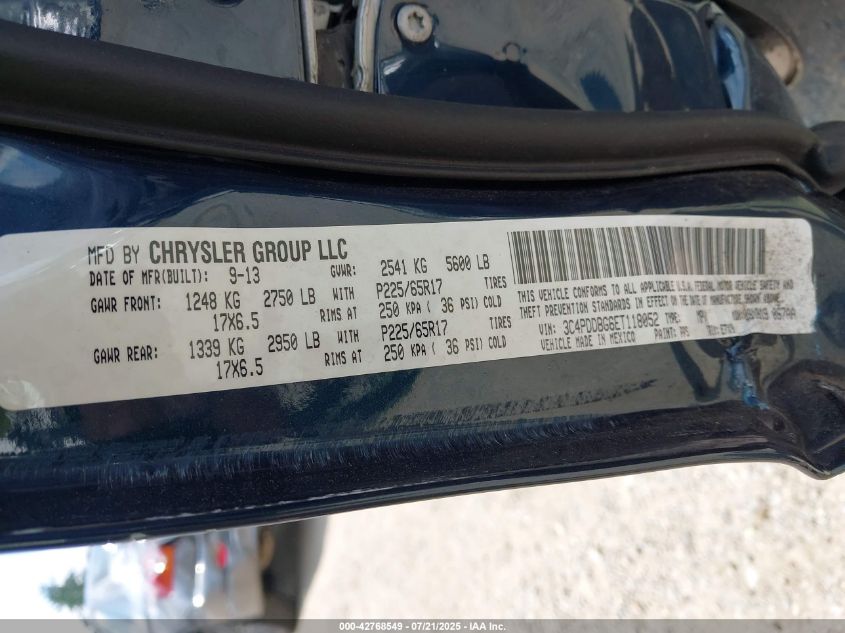 MFD BY CHRYSLER GROUP LLC
DATE OF MFR(BUILT): 9-13 GVWR: 2541 KG 5600 LB
GAWR FRONT: 1248 KG 2750 LB WITH P225/65R17 TIRES
17X6.5 RIMS AT 250 KPA ( 36 PSI) COLD
GAWR REAR: 1339 KG 2950 LB WITH P225/65R17 TIRES
17X6.5 RIMS AT 250 KPA ( 36 PSI) COLD
THIS VEHICLE CONFORMS TO ALL APPLICABLE U.S.A. FEDERAL MOTOR VEHICLE SAFETY AND
THEFT PREVENTION STANDARDS IN EFFECT ON THE DATE OF MANUFACTURE SHOWN ABOVE.
VIN: 3C4PDDBG6ET118052 TYPE: MPV
VEHICLE MADE IN MEXICO PAINT: PPS
000-42768549 - 07/21/2025 - IAA Inc.